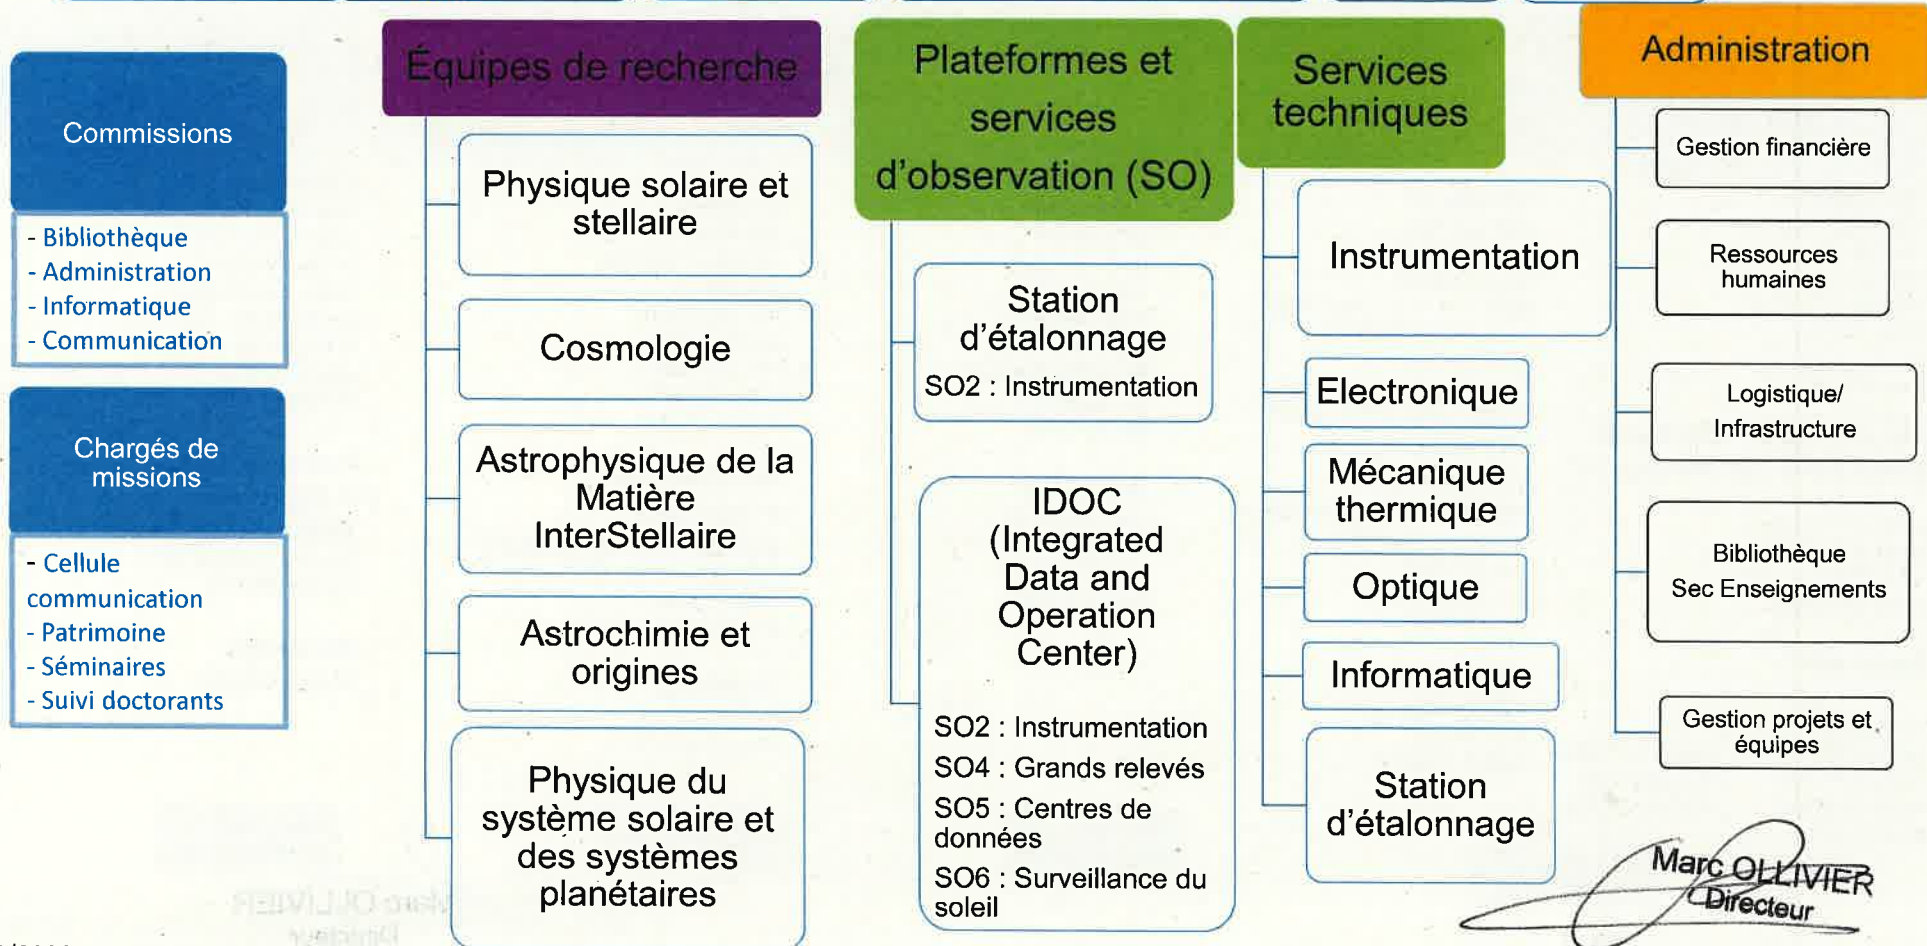 Commissions
- Bibliothèque
- Administration
- Informatique
- Communication
Chargés de
missions
- Cellule
communication
- Patrimoine
- Séminaires
- Suivi doctorants
Équipes de recherche
Physique solaire et
stellaire
Cosmologie
Astrophysique de la
Matière
InterStellaire
Astrochimie et
origines
Physique du
système solaire et
des systèmes
planétaires
Plateformes et
services
d'observation (SO)
Station
d'étalonnage
SO2 : Instrumentation
IDOC
(Integrated
Data and
Operation
Center)
SO2 : Instrumentation
SO4 : Grands relevés
SO5 : Centres de
données
SO6 : Surveillance du
soleil
Services
techniques
Instrumentation
Electronique
Mécanique
thermique
Optique
Informatique
Station
d'étalonnage
Administration
Gestion financière
Ressources
humaines
Logistique/
Infrastructure
Bibliothèque
Sec Enseignements
Gestion projets et
équipes
Marc OLLIVIER
Directeur